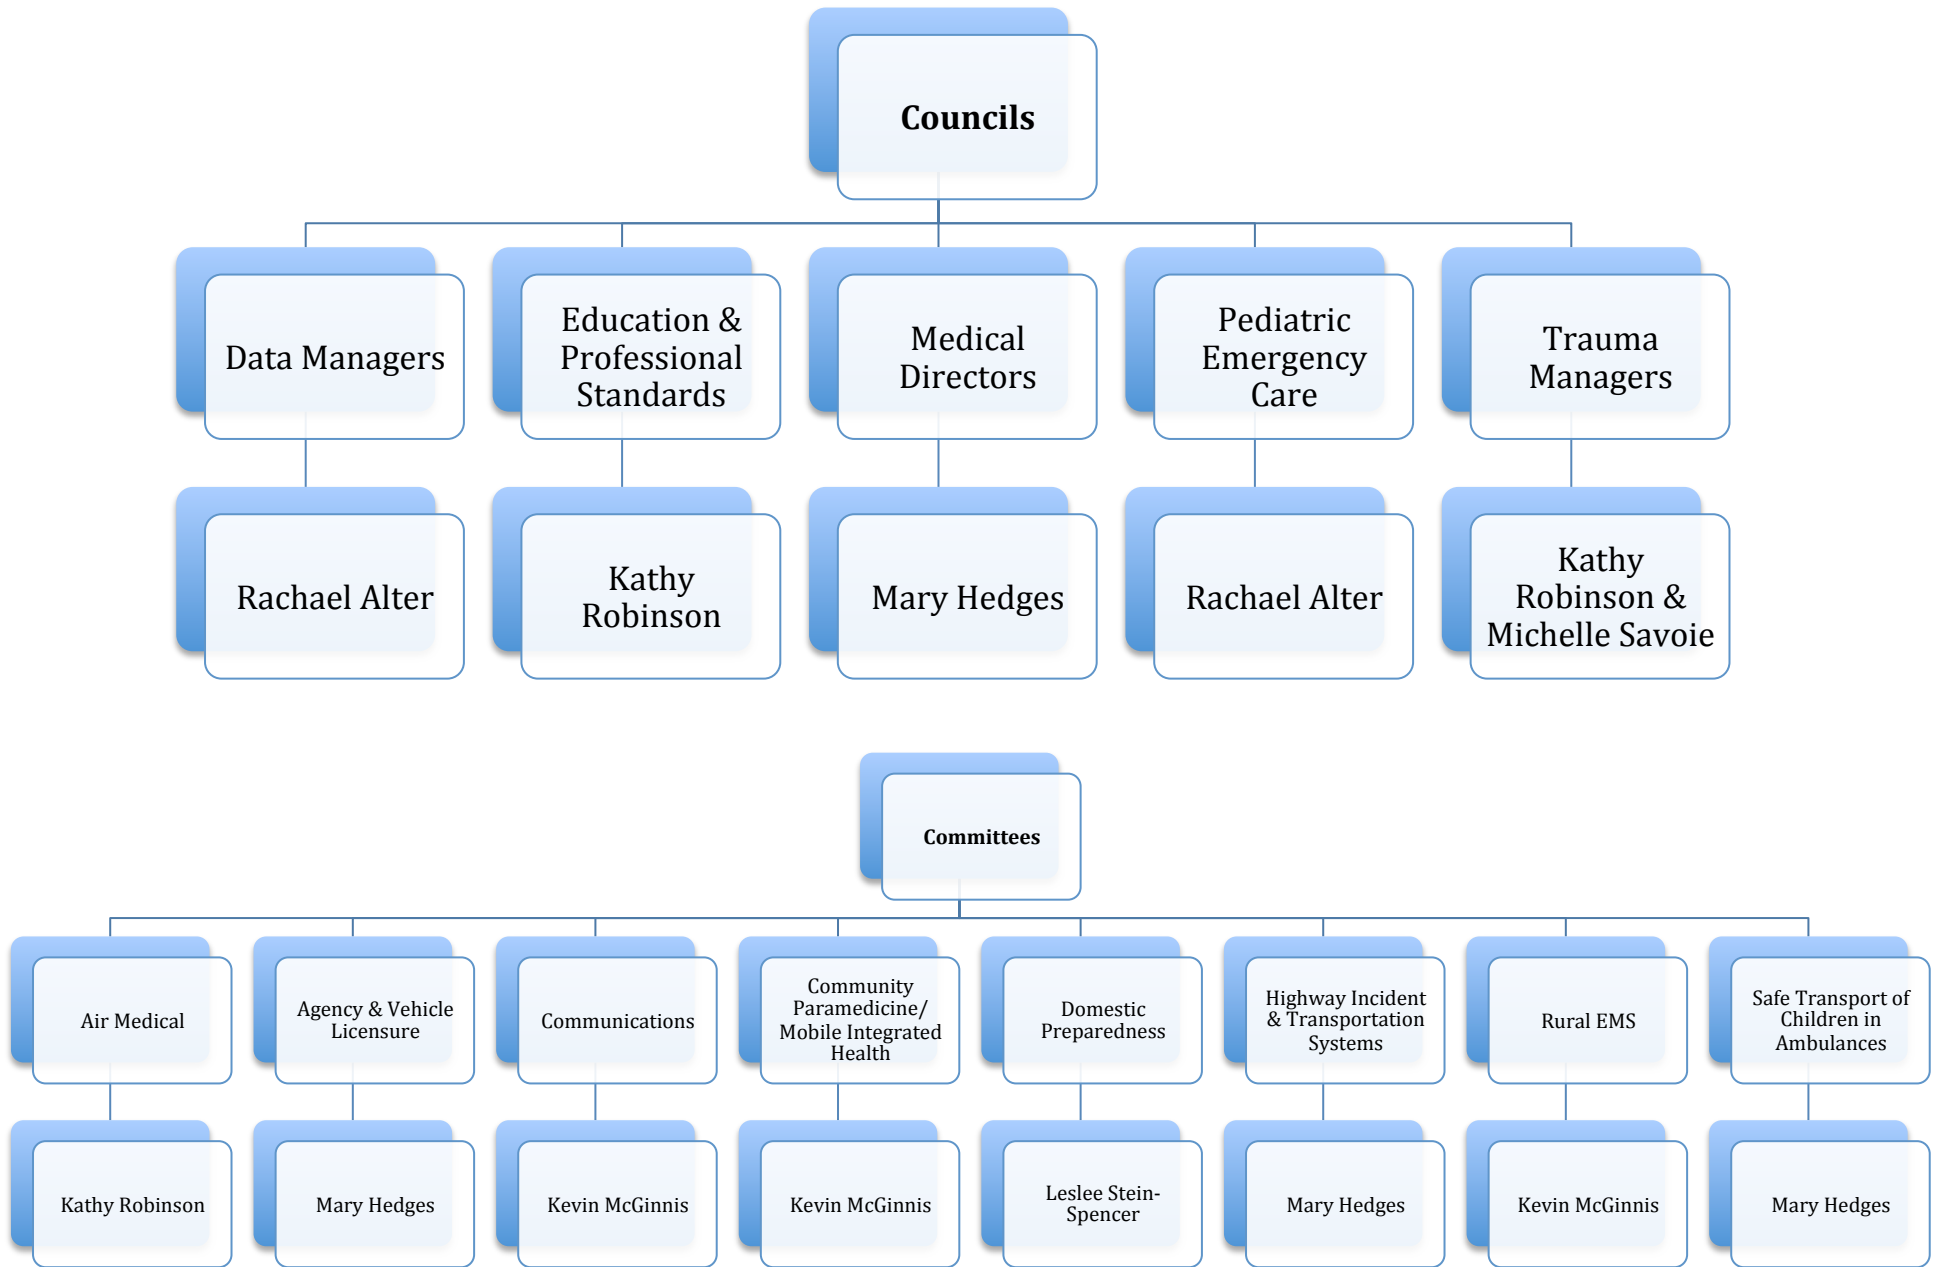 Councils
Data Managers
Education &
Professional
Standards
Medical
Directors
Pediatric
Emergency
Care
Trauma
Managers
Rachael Alter
Kathy
Robinson
Mary Hedges
Rachael Alter
Kathy
Robinson &
Michelle Savoie
Committees
Air Medical
Agency & Vehicle
Licensure
Communications
Community
Paramedicine/
Mobile Integrated
Health
Domestic
Preparedness
Highway Incident
& Transportation
Systems
Rural EMS
Safe Transport of
Children in
Ambulances
Kathy Robinson
Mary Hedges
Kevin McGinnis
Kevin McGinnis
Leslee Stein-
Spencer
Mary Hedges
Kevin McGinnis
Mary Hedges